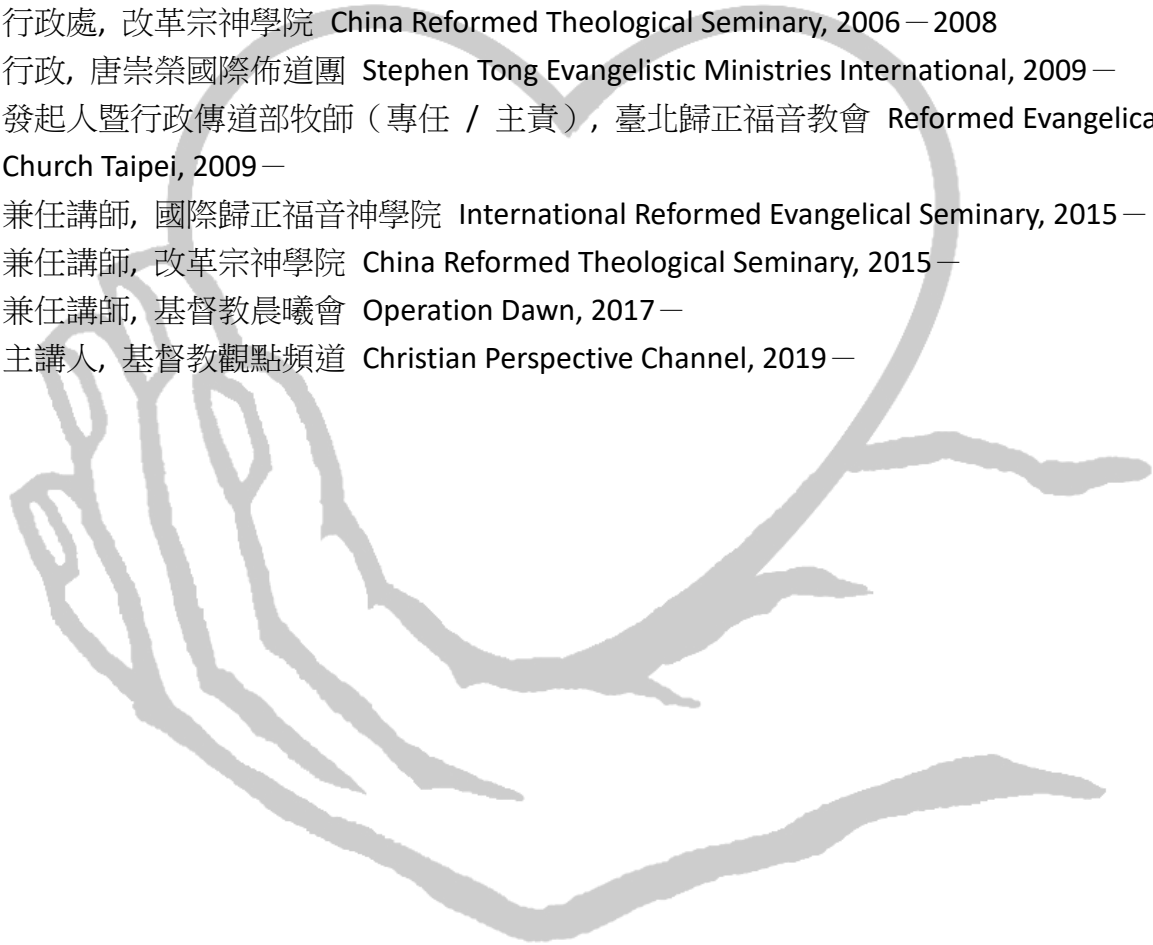 行政處, 改革宗神學院 China Reformed Theological Seminary, 2006－2008
行政, 唐崇榮國際佈道團 Stephen Tong Evangelistic Ministries International, 2009－
發起人暨行政傳道部牧師（專任 / 主責）, 臺北歸正福音教會 Reformed Evangelica
Church Taipei, 2009－
兼任講師, 國際歸正福音神學院 International Reformed Evangelical Seminary, 2015－
兼任講師, 改革宗神學院 China Reformed Theological Seminary, 2015－
兼任講師, 基督教晨曦會 Operation Dawn, 2017－
主講人, 基督教觀點頻道 Christian Perspective Channel, 2019－